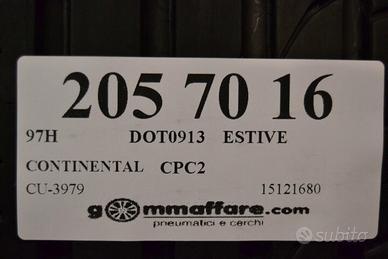 205 70 16
97H DOT0913 ESTIVE
CONTINENTAL CPC2
CU-3979 15121680
gommaffare.com
pneumatici e cerchi
subito